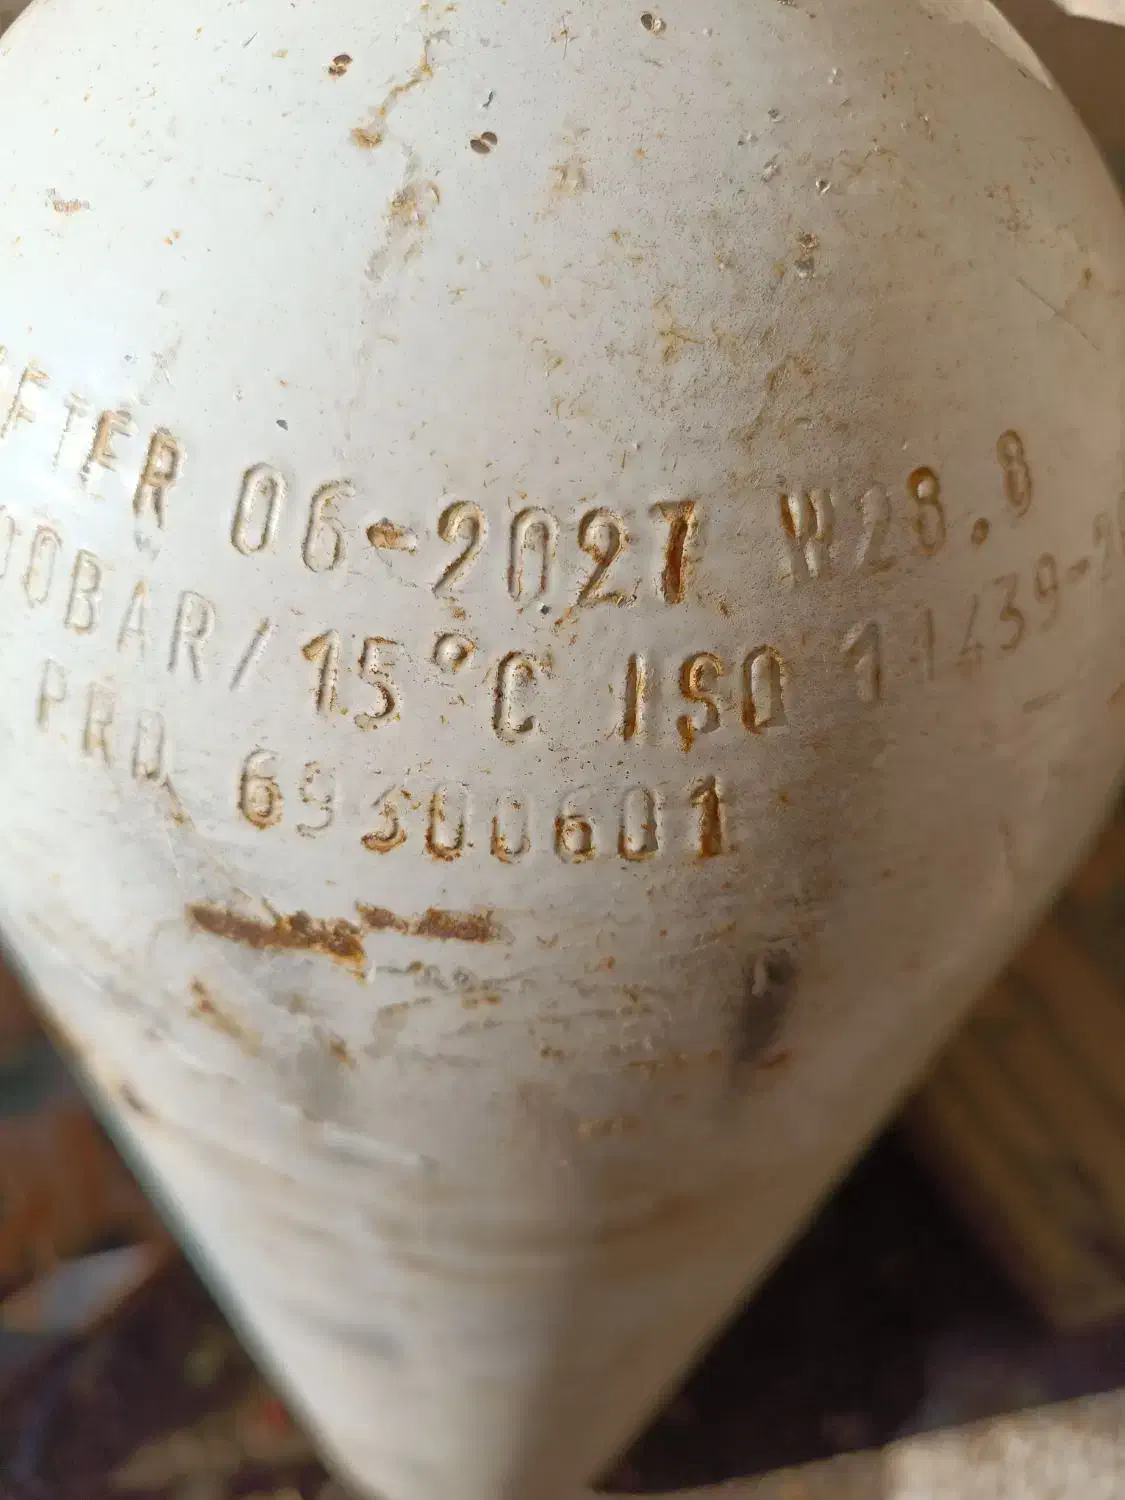 FTER 06-2027 W28.8
00BAR/15°C ISO 11439-20
PRD 69300601